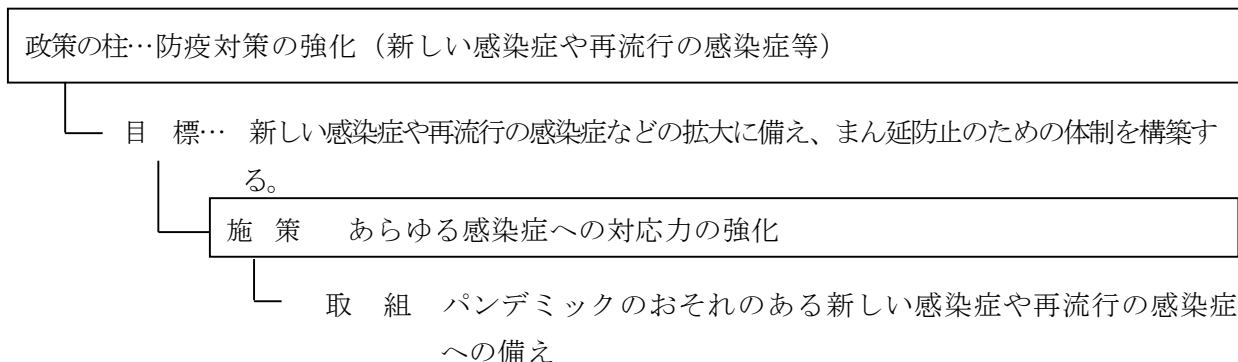 政策の柱…防疫対策の強化（新しい感染症や再流行の感染症等）
目　標…　新しい感染症や再流行の感染症などの拡大に備え、まん延防止のための体制を構築す
る。
施　策　　あらゆる感染症への対応力の強化
取　組　パンデミックのおそれのある新しい感染症や再流行の感染症
への備え